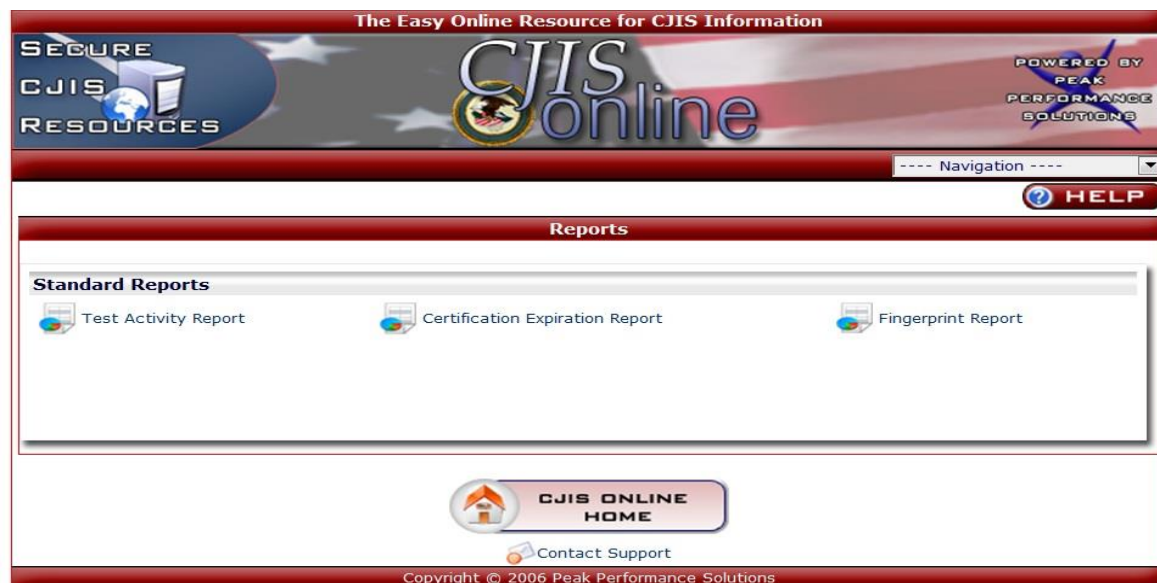 The Easy Online Resource for CJIS Information
SECURE
CJIS
RESOURCES
CJIS
online
POWERED BY
PEAK
PERFORMANCE
SOLUTIONS
---- Navigation ----
HELP
Reports
Standard Reports
Test Activity Report
Certification Expiration Report
Fingerprint Report
CJIS ONLINE
HOME
Contact Support
Copyright © 2006 Peak Performance Solutions